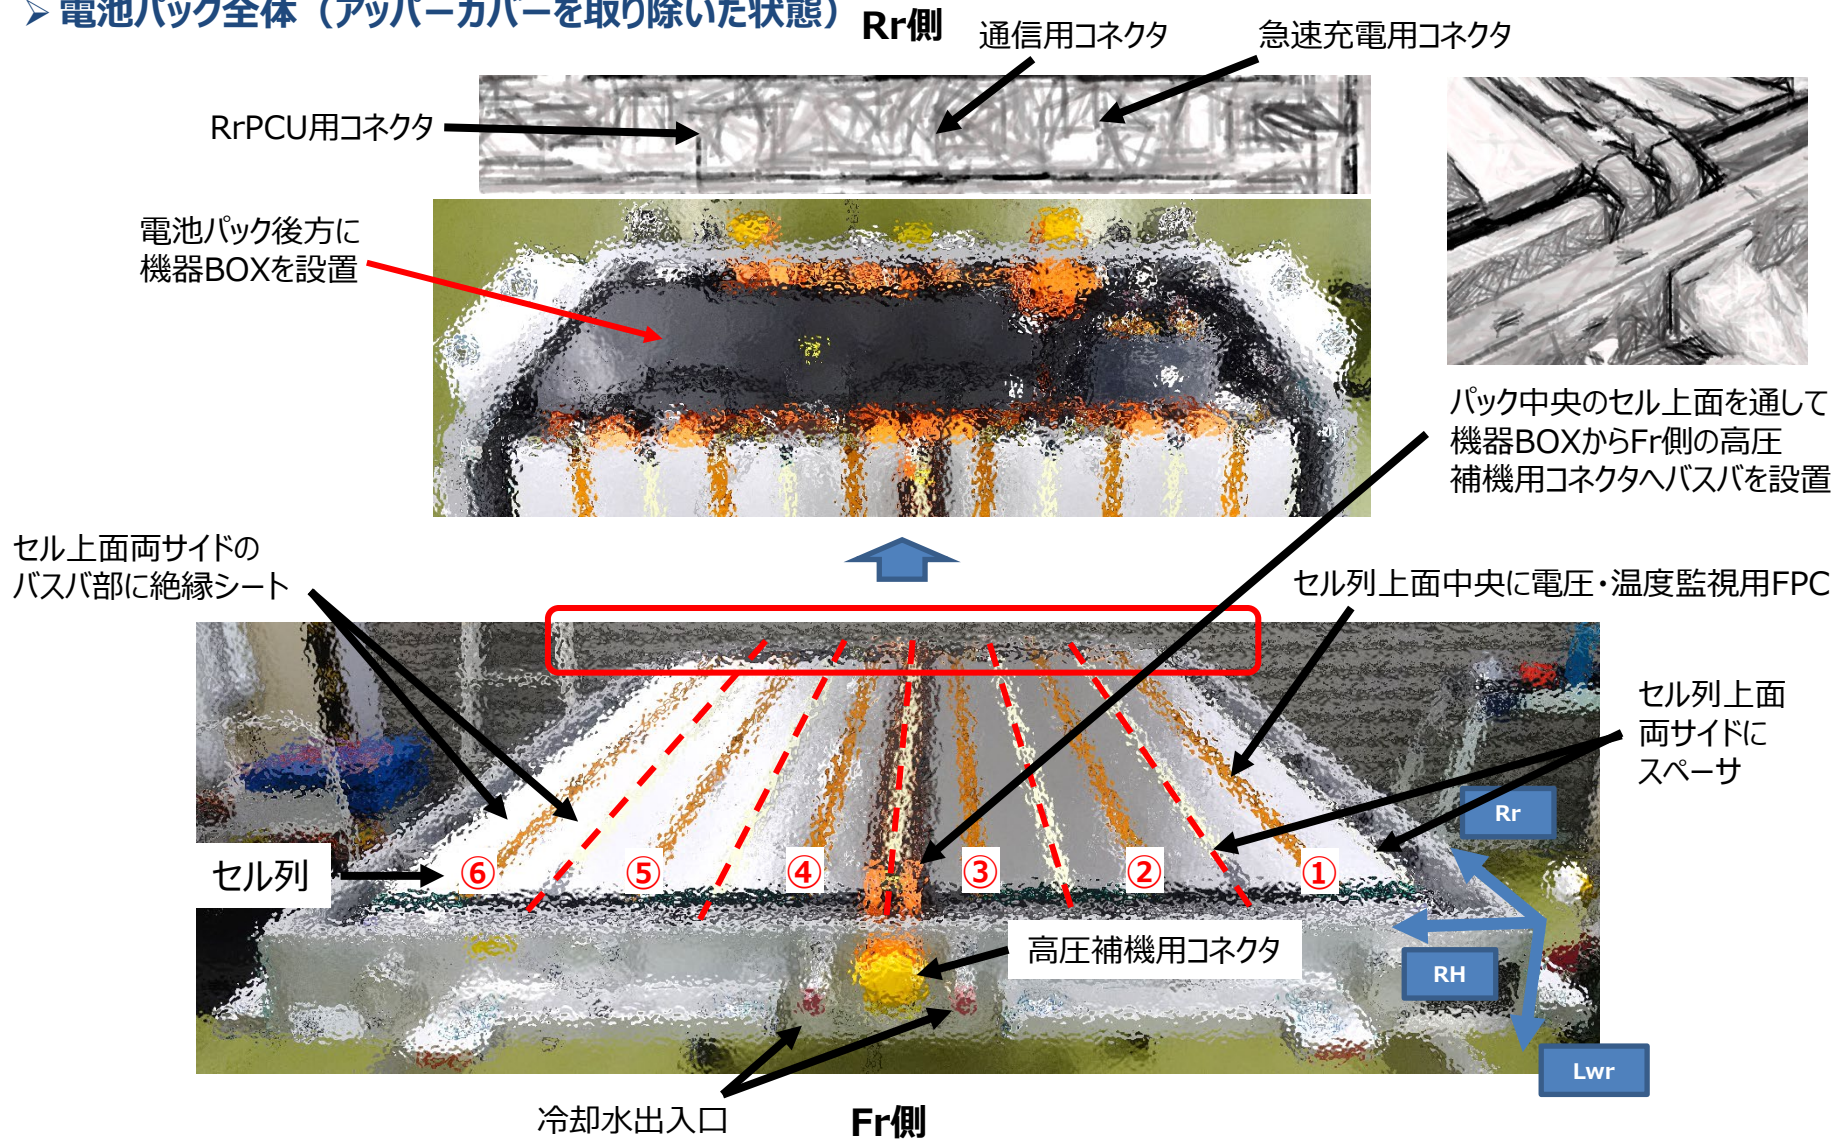 ➢ 電池パック全体（アッパーカバーを取り除いた状態）
Rr側
通信用コネクタ
急速充電用コネクタ
RrPCU用コネクタ
電池パック後方に
機器BOXを設置
パック中央のセル上面を通して
機器BOXからFr側の高圧
補機用コネクタへバスバを設置
セル上面両サイドの
バスバ部に絶縁シート
セル列上面中央に電圧・温度監視用FPC
セル列上面
両サイドに
スペーサ
Rr
セル列
⑥
⑤
④
③
②
①
高圧補機用コネクタ
RH
Lwr
冷却水出入口
Fr側